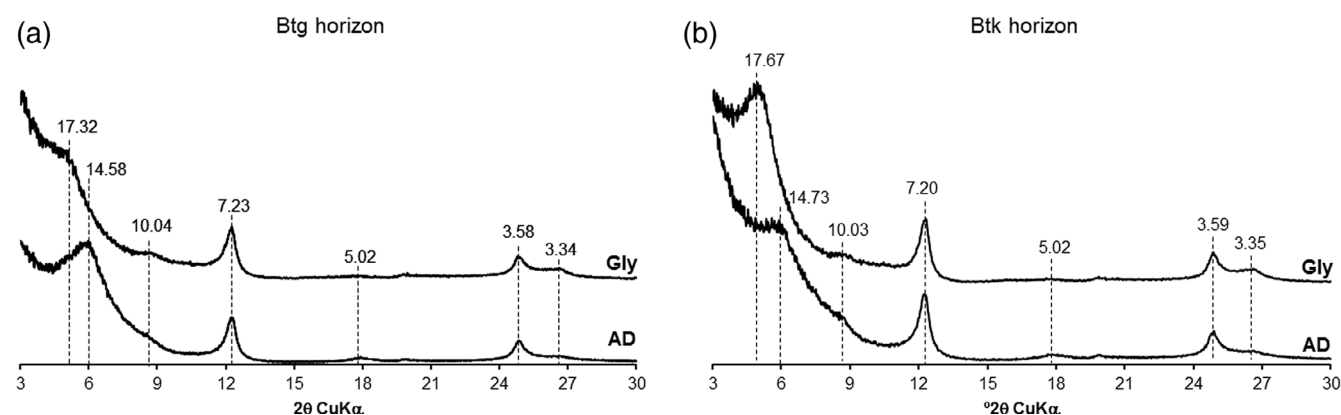 (a) Btg horizon
17.32
14.58
10.04
7.23
5.02
3.58
3.34
Gly
AD
3 6 9 12 15 18 21 24 27 30
2θ CuKα
(b) Btk horizon
17.67
14.73
10.03
7.20
5.02
3.59
3.35
Gly
AD
3 6 9 12 15 18 21 24 27 30
º2θ CuKα